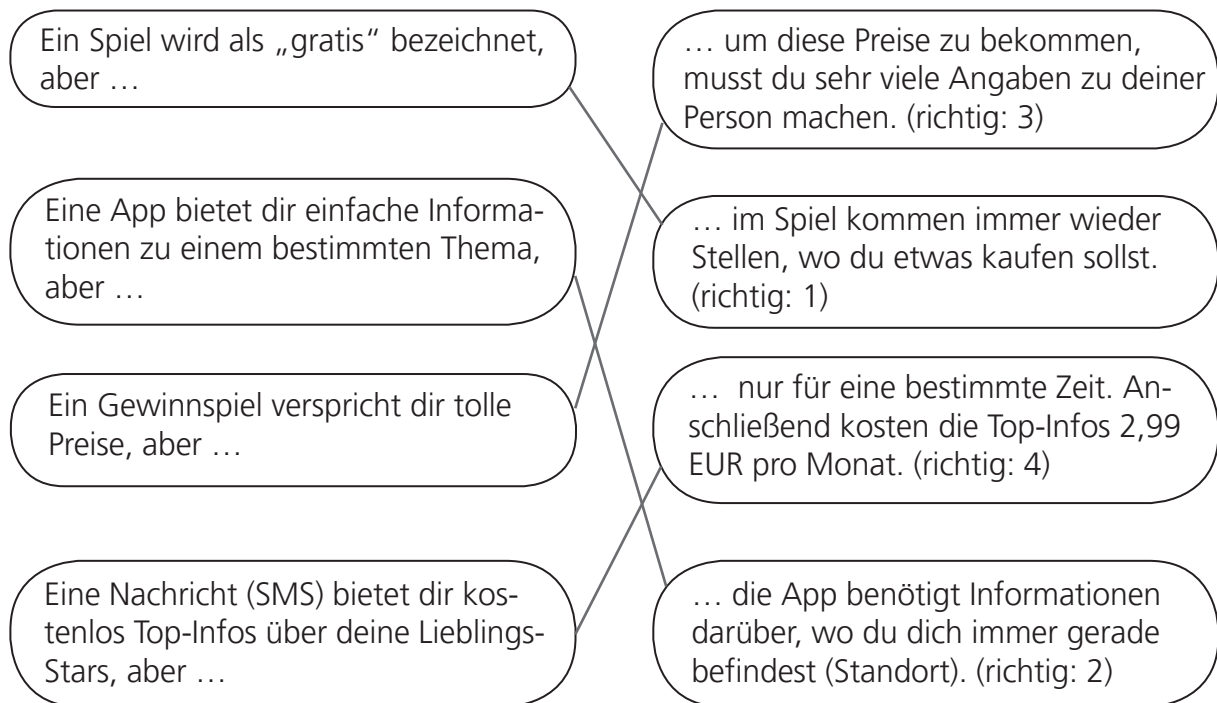 Ein Spiel wird als „gratis“ bezeichnet,
aber …
Eine App bietet dir einfache Informa-
tionen zu einem bestimmten Thema,
aber …
Ein Gewinnspiel verspricht dir tolle
Preise, aber …
Eine Nachricht (SMS) bietet dir kos-
tenlos Top-Infos über deine Lieblings-
Stars, aber …
… um diese Preise zu bekommen,
musst du sehr viele Angaben zu deiner
Person machen. (richtig: 3)
… im Spiel kommen immer wieder
Stellen, wo du etwas kaufen sollst.
(richtig: 1)
… nur für eine bestimmte Zeit. An-
schließend kosten die Top-Infos 2,99
EUR pro Monat. (richtig: 4)
… die App benötigt Informationen
darüber, wo du dich immer gerade
befindest (Standort). (richtig: 2)